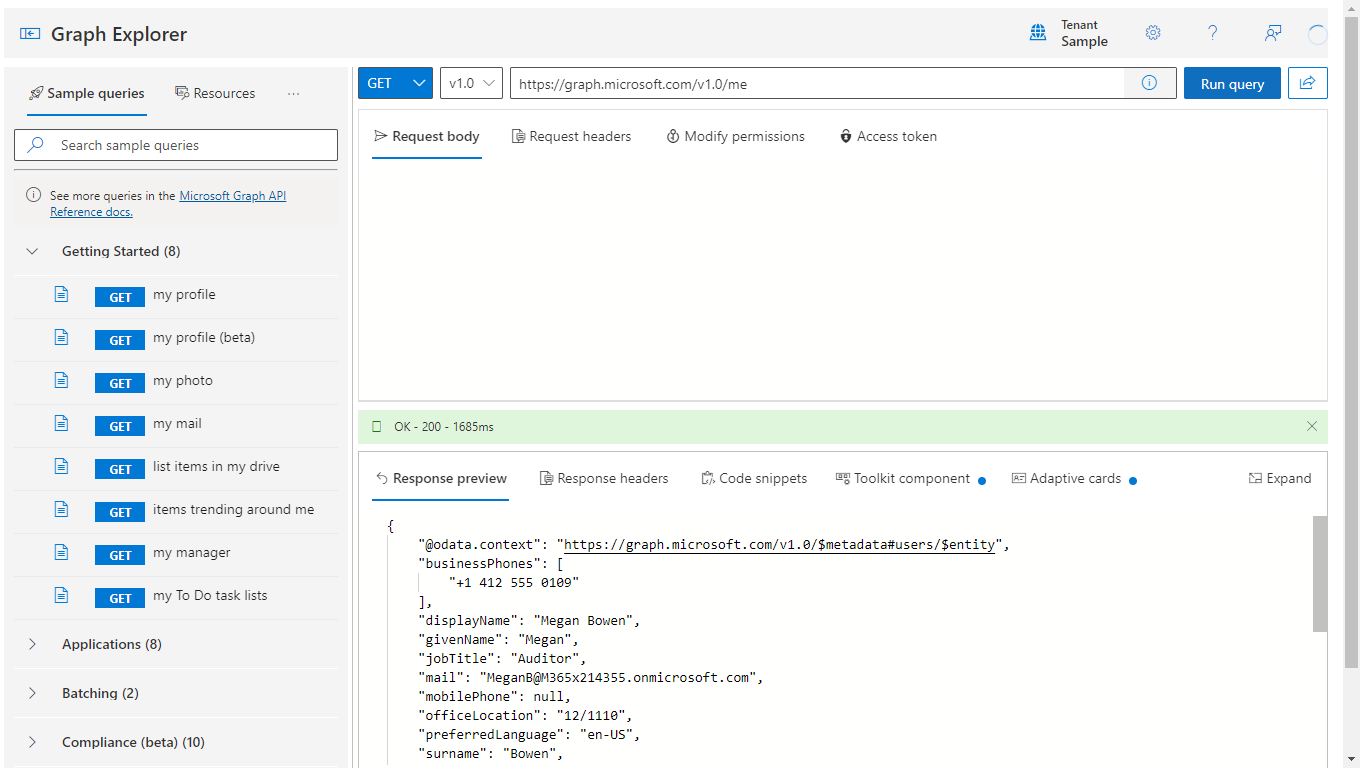 Graph Explorer
Tenant
Sample
Sample queries
Resources
...
Search sample queries
See more queries in the Microsoft Graph API
Reference docs.
Getting Started (8)
GET my profile
GET my profile (beta)
GET my photo
GET my mail
GET list items in my drive
GET items trending around me
GET my manager
GET my To Do task lists
Applications (8)
Batching (2)
Compliance (beta) (10)
GET
v1.0
https://graph.microsoft.com/v1.0/me
Run query
Request body
Request headers
Modify permissions
Access token
OK - 200 - 1685ms
Response preview
Response headers
Code snippets
Toolkit component
Adaptive cards
Expand
{
"@odata.context": "https://graph.microsoft.com/v1.0/$metadata#users/$entity",
"businessPhones": [
"+1 412 555 0109"
],
"displayName": "Megan Bowen",
"givenName": "Megan",
"jobTitle": "Auditor",
"mail": "MeganB@M365x214355.onmicrosoft.com",
"mobilePhone": null,
"officeLocation": "12/1110",
"preferredLanguage": "en-US",
"surname": "Bowen",